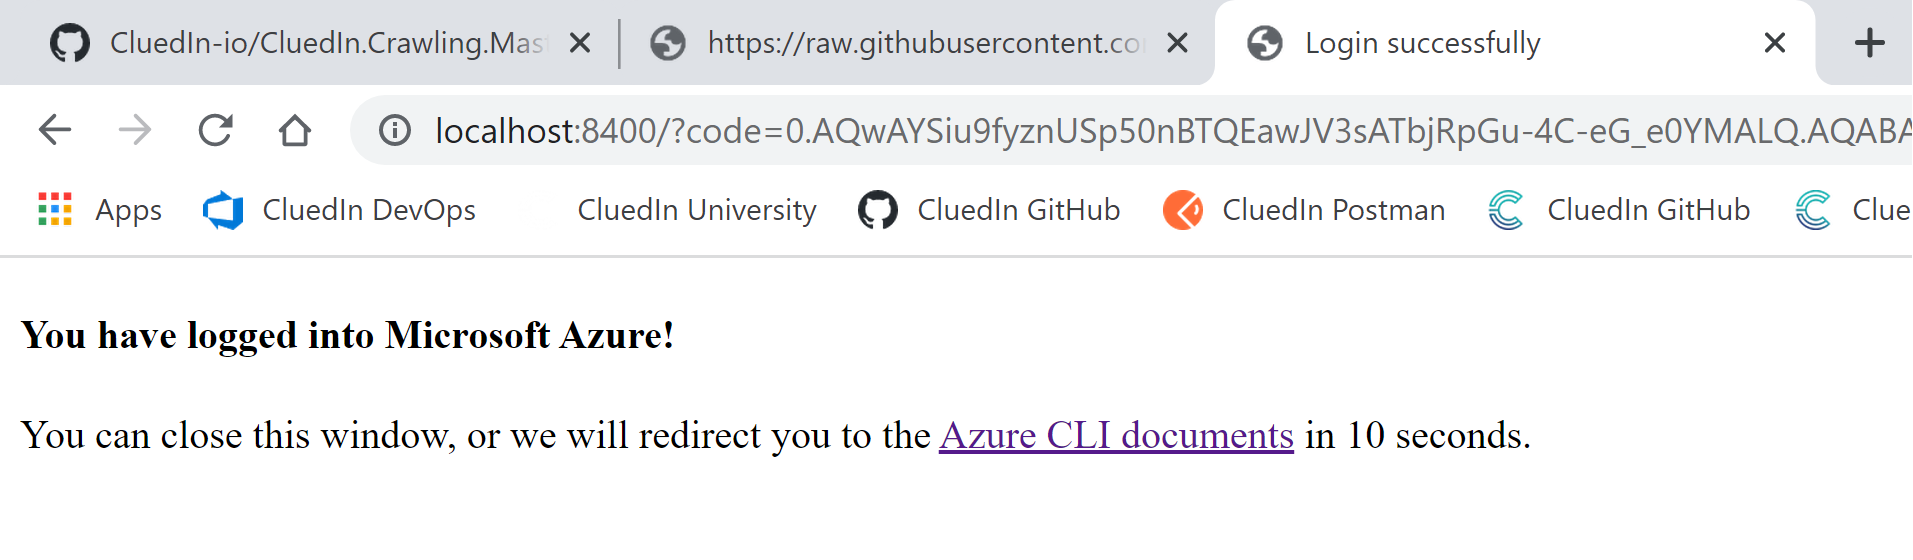 CluedIn-io/CluedIn.Crawling.Mas
https://raw.githubusercontent.co
Login successfully
localhost:8400/?code=0.AQwAYSiu9fyznUSp50nBTQEawJV3sATbjRpGu-4C-eG_e0YMALQ.AQABA
Apps
CluedIn DevOps
CluedIn University
CluedIn GitHub
CluedIn Postman
CluedIn GitHub
Clue
You have logged into Microsoft Azure!
You can close this window, or we will redirect you to the Azure CLI documents in 10 seconds.